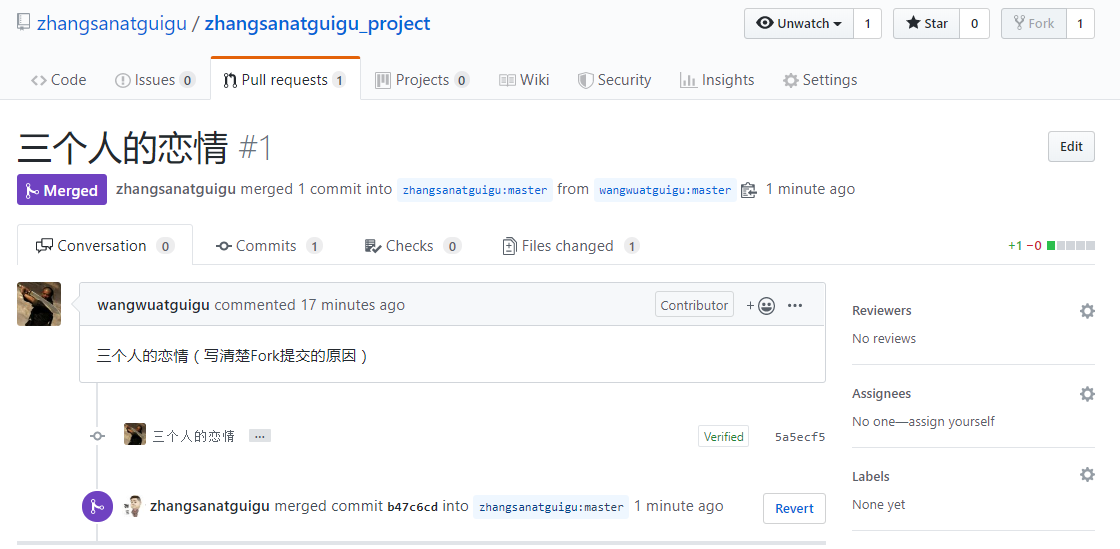 zhangsanatguigu / zhangsanatguigu_project
Unwatch 1 Star 0 Fork 1
Code Issues 0 Pull requests 1 Projects 0 Wiki Security Insights Settings
三个人的恋情 #1
Edit
Merged zhangsanatguigu merged 1 commit into zhangsanatguigu:master from wangwuatguigu:master 1 minute ago
Conversation 0 Commits 1 Checks 0 Files changed 1 +1 −0
wangwuatguigu commented 17 minutes ago Contributor
三个人的恋情（写清楚Fork提交的原因）
三个人的恋情 … Verified 5a5ecf5
zhangsanatguigu merged commit b47c6cd into zhangsanatguigu:master 1 minute ago Revert
Reviewers
No reviews
Assignees
No one—assign yourself
Labels
None yet